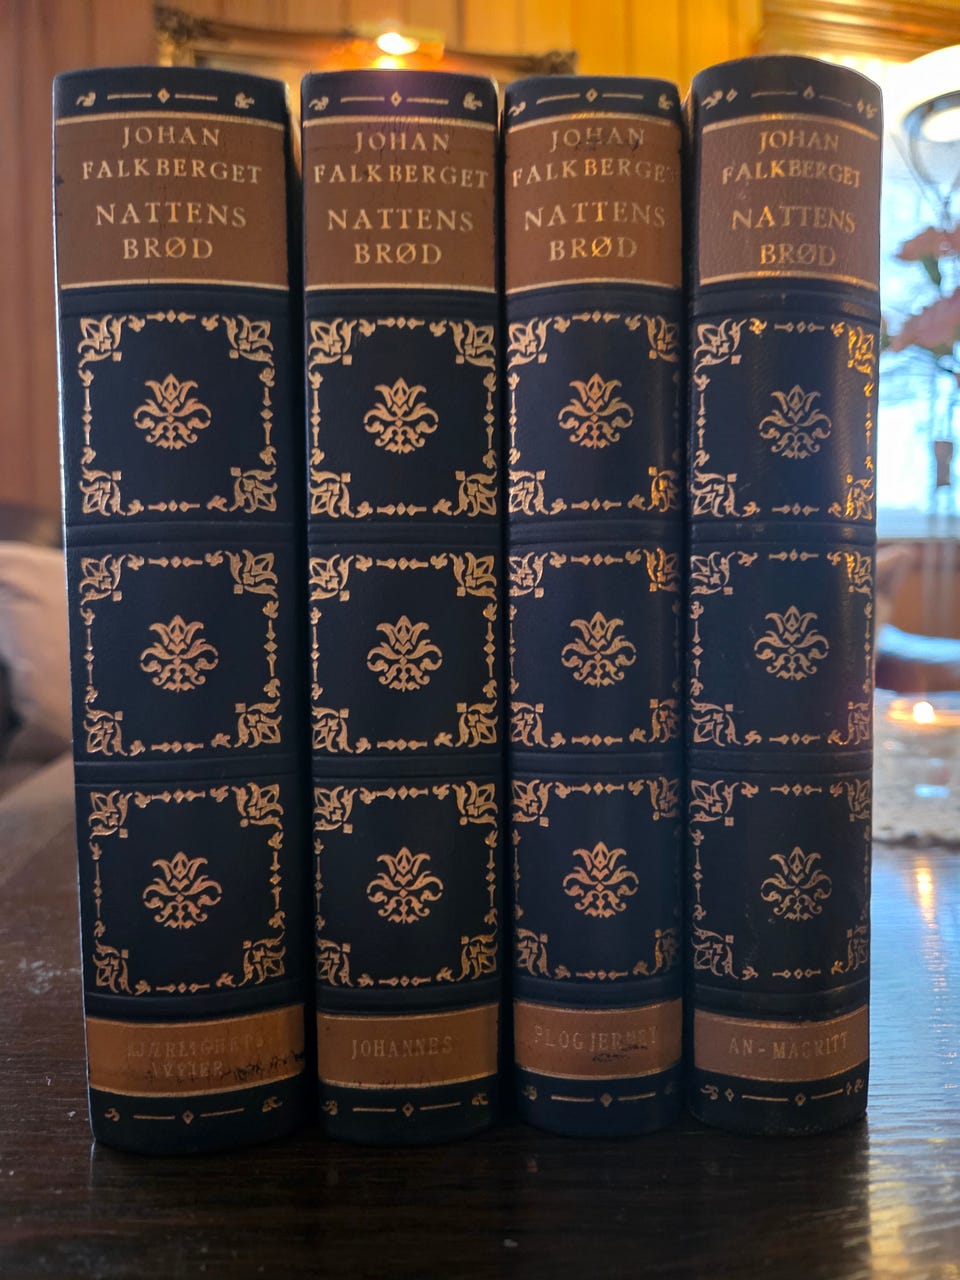 JOHAN
FALKBERGET
NATTENS
BRØD
KJÆRLIGHETS
VEIER
JOHAN
FALKBERGET
NATTENS
BRØD
JOHANNES
JOHAN
FALKBERGET
NATTENS
BRØD
PLOGJERNET
JOHAN
FALKBERGET
NATTENS
BRØD
AN-MAGRITT